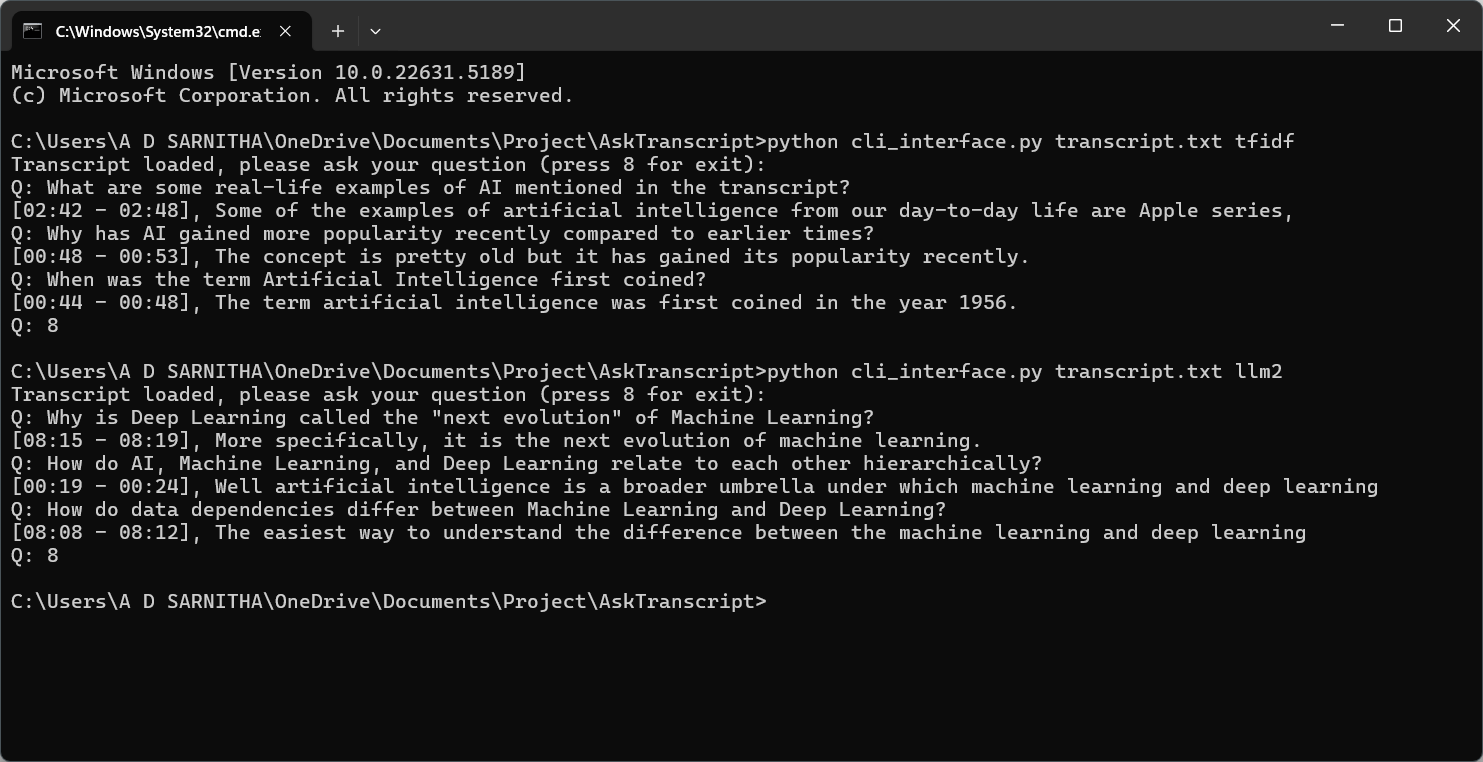 C:\Windows\System32\cmd.e
Microsoft Windows [Version 10.0.22631.5189]
(c) Microsoft Corporation. All rights reserved.
C:\Users\A D SARNITHA\OneDrive\Documents\Project\AskTranscript>python cli_interface.py transcript.txt tfidf
Transcript loaded, please ask your question (press 8 for exit):
Q: What are some real-life examples of AI mentioned in the transcript?
[02:42 - 02:48], Some of the examples of artificial intelligence from our day-to-day life are Apple series,
Q: Why has AI gained more popularity recently compared to earlier times?
[00:48 - 00:53], The concept is pretty old but it has gained its popularity recently.
Q: When was the term Artificial Intelligence first coined?
[00:44 - 00:48], The term artificial intelligence was first coined in the year 1956.
Q: 8
C:\Users\A D SARNITHA\OneDrive\Documents\Project\AskTranscript>python cli_interface.py transcript.txt llm2
Transcript loaded, please ask your question (press 8 for exit):
Q: Why is Deep Learning called the "next evolution" of Machine Learning?
[08:15 - 08:19], More specifically, it is the next evolution of machine learning.
Q: How do AI, Machine Learning, and Deep Learning relate to each other hierarchically?
[00:19 - 00:24], Well artificial intelligence is a broader umbrella under which machine learning and deep learning
Q: How do data dependencies differ between Machine Learning and Deep Learning?
[08:08 - 08:12], The easiest way to understand the difference between the machine learning and deep learning
Q: 8
C:\Users\A D SARNITHA\OneDrive\Documents\Project\AskTranscript>